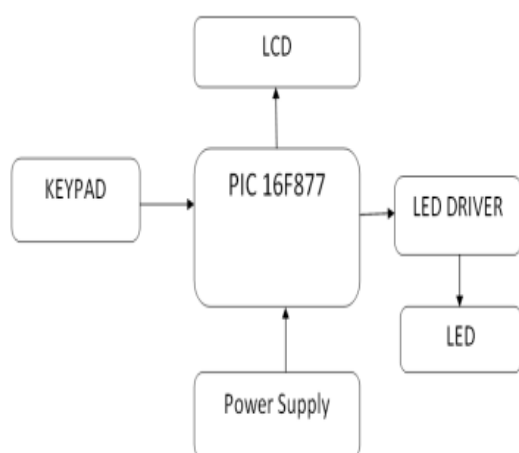 LCD
KEYPAD
PIC 16F877
LED DRIVER
LED
Power Supply